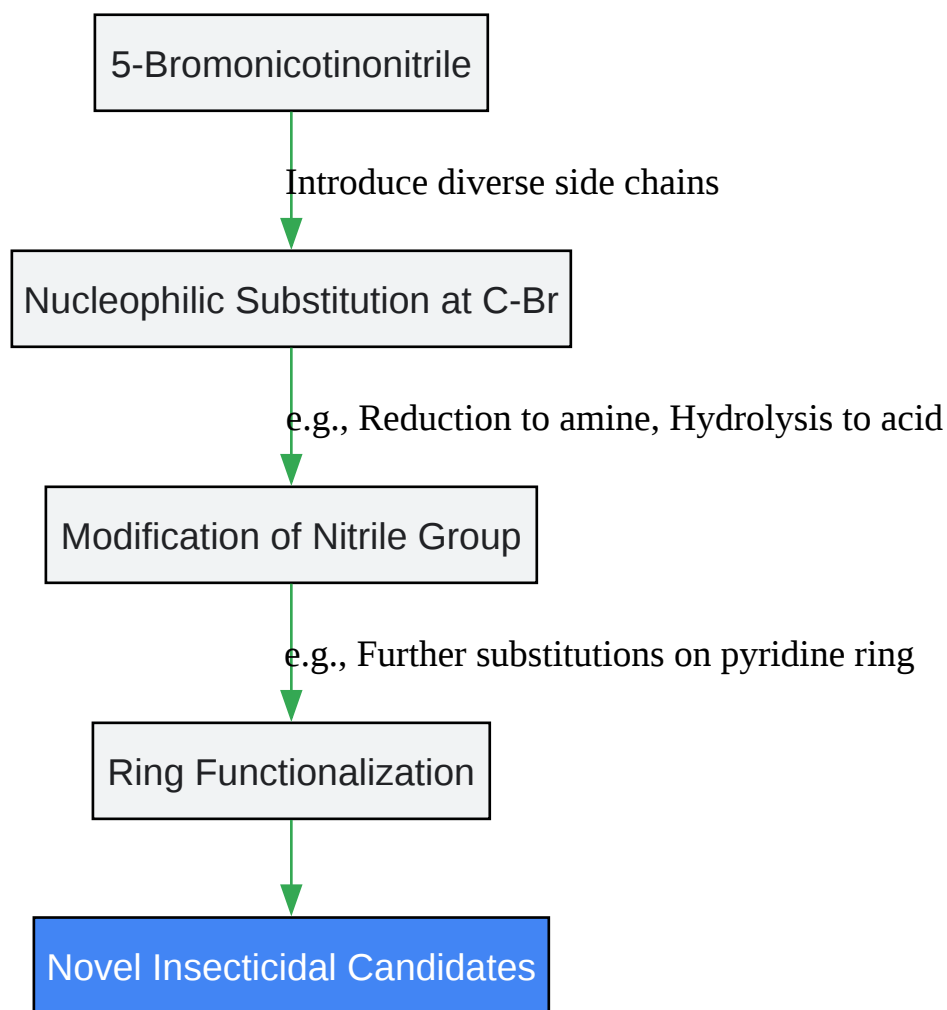 5-Bromonicotinonitrile
Introduce diverse side chains
Nucleophilic Substitution at C-Br
e.g., Reduction to amine, Hydrolysis to acid
Modification of Nitrile Group
e.g., Further substitutions on pyridine ring
Ring Functionalization
Novel Insecticidal Candidates